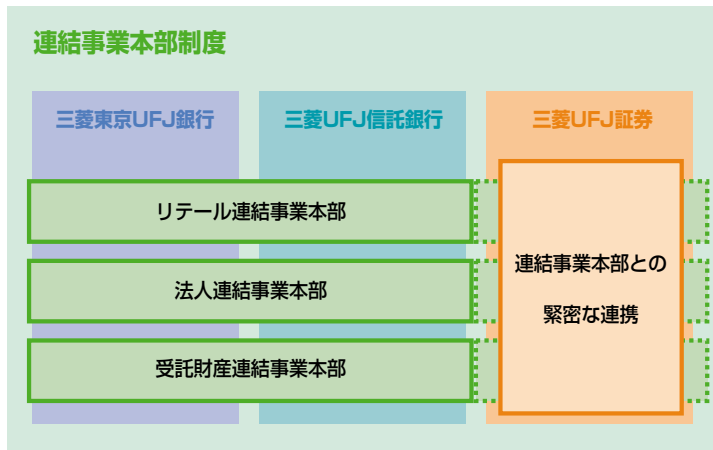 連結事業本部制度
三菱東京UFJ銀行
三菱UFJ信託銀行
三菱UFJ証券
リテール連結事業本部
法人連結事業本部
受託財産連結事業本部
連結事業本部との
緊密な連携